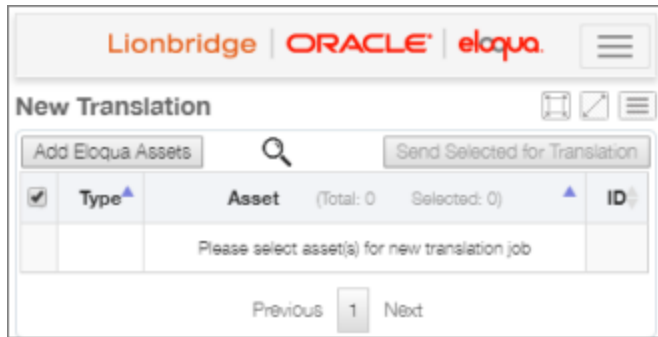 Lionbridge | ORACLE® | eloqua.
New Translation
Add Eloqua Assets Send Selected for Translation
Type Asset (Total: 0 Selected: 0) ID
Please select asset(s) for new translation job
Previous 1 Next